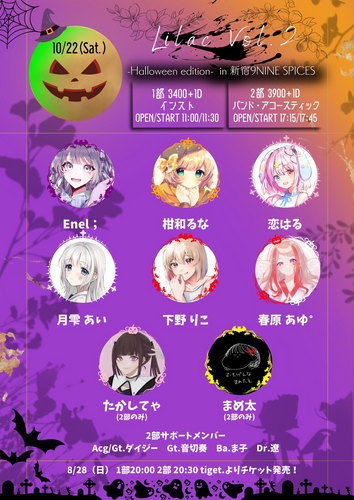 10/22(Sat.)
Lilac Vol.2
-Halloween edition- in 新宿9NINE SPICES
1部 3400+1D
インスト
OPEN/START 11:00/11:30
2部 3900+1D
バンド・アコースティック
OPEN/START 17:15/17:45
Enel ;
柑和るな
恋はる
月雫 あい
下野 りこ
春原 あゆ°
たかしてゃ
(2部のみ)
まめ太
(2部のみ)
2部サポートメンバー
Acg/Gt.ダイジー Gt.音切奏 Ba.ま子 Dr.遼
8/28（日） 1部20:00 2部 20:30 tiget.よりチケット発売！